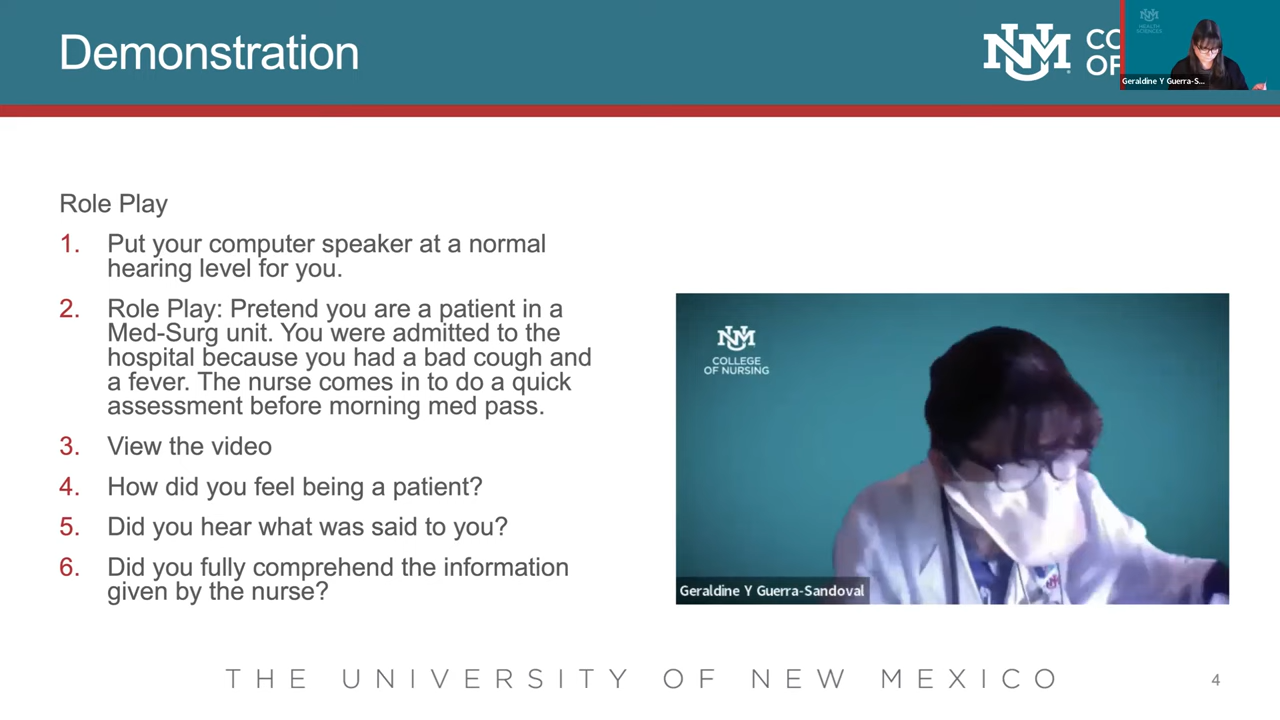 Demonstration
UNM
CO
OF
UNM
HEALTH
SCIENCES
Geraldine Y Guerra-S...
Role Play
1. Put your computer speaker at a normal
hearing level for you.
2. Role Play: Pretend you are a patient in a
Med-Surg unit. You were admitted to the
hospital because you had a bad cough and
a fever. The nurse comes in to do a quick
assessment before morning med pass.
3. View the video
4. How did you feel being a patient?
5. Did you hear what was said to you?
6. Did you fully comprehend the information
given by the nurse?
UNM
COLLEGE
OF NURSING
Geraldine Y Guerra-Sandoval
THE UNIVERSITY OF NEW MEXICO
4